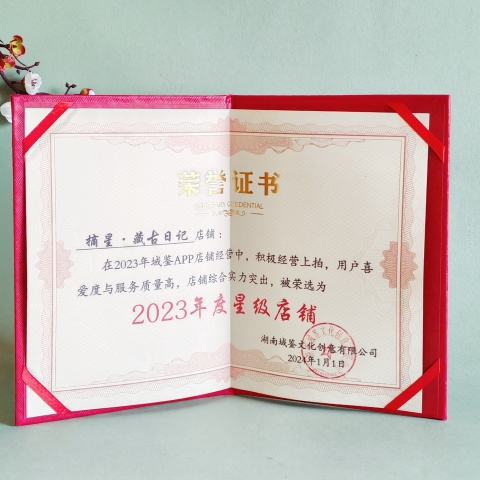 荣誉证书
摘星·藏古日记店铺：
在2023年域鉴APP店铺经营中，积极经营上拍，用户喜
爱度与服务质量高，店铺综合实力突出，被荣选为
2023年度星级店铺
湖南域鉴文化创意有限公司
2024年1月1日